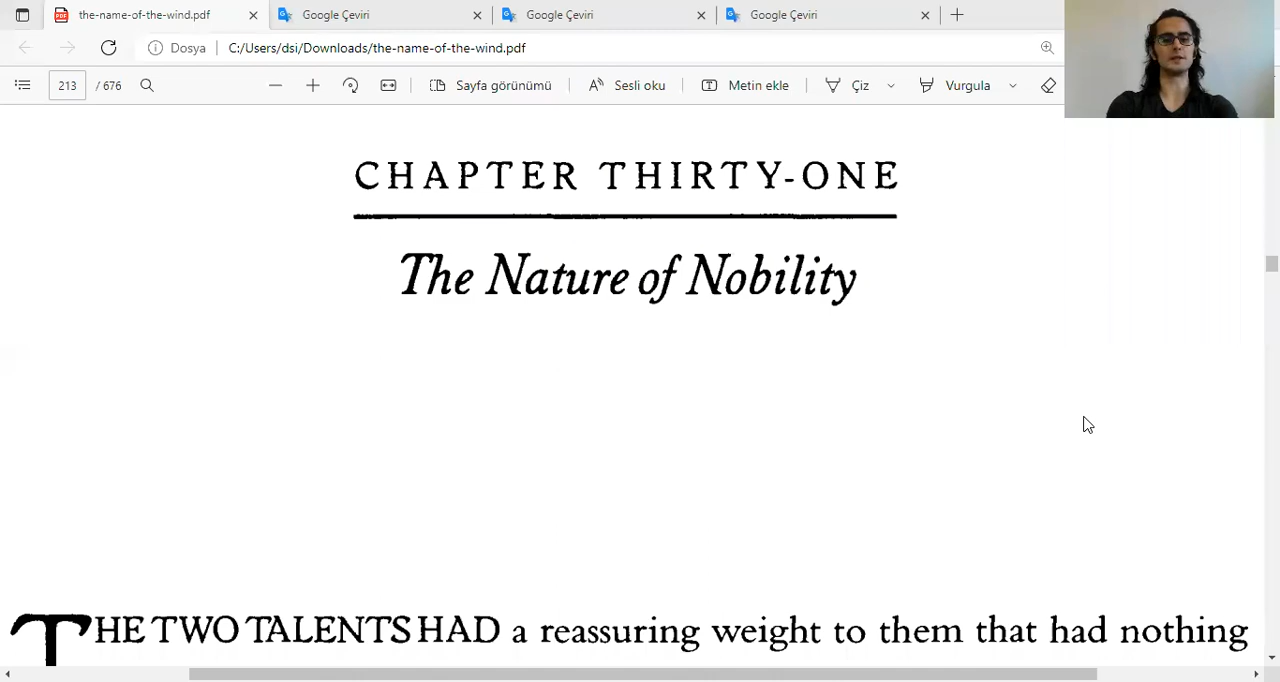 the-name-of-the-wind.pdf
Google Çeviri
Google Çeviri
Google Çeviri
Dosya
C:/Users/dsi/Downloads/the-name-of-the-wind.pdf
213 / 676
Sayfa görünümü
Sesli oku
Metin ekle
Çiz
Vurgula
CHAPTER THIRTY-ONE
The Nature of Nobility
THE TWO TALENTS HAD a reassuring weight to them that had nothing